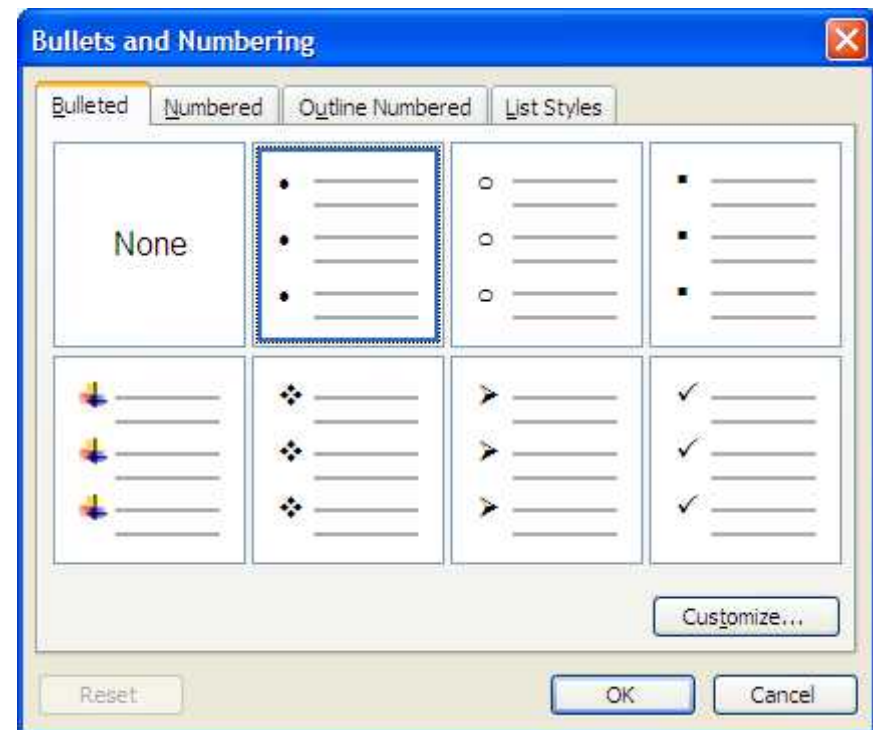 Bullets and Numbering
Bulleted Numbered Outline Numbered List Styles
None
Customize...
Reset OK Cancel